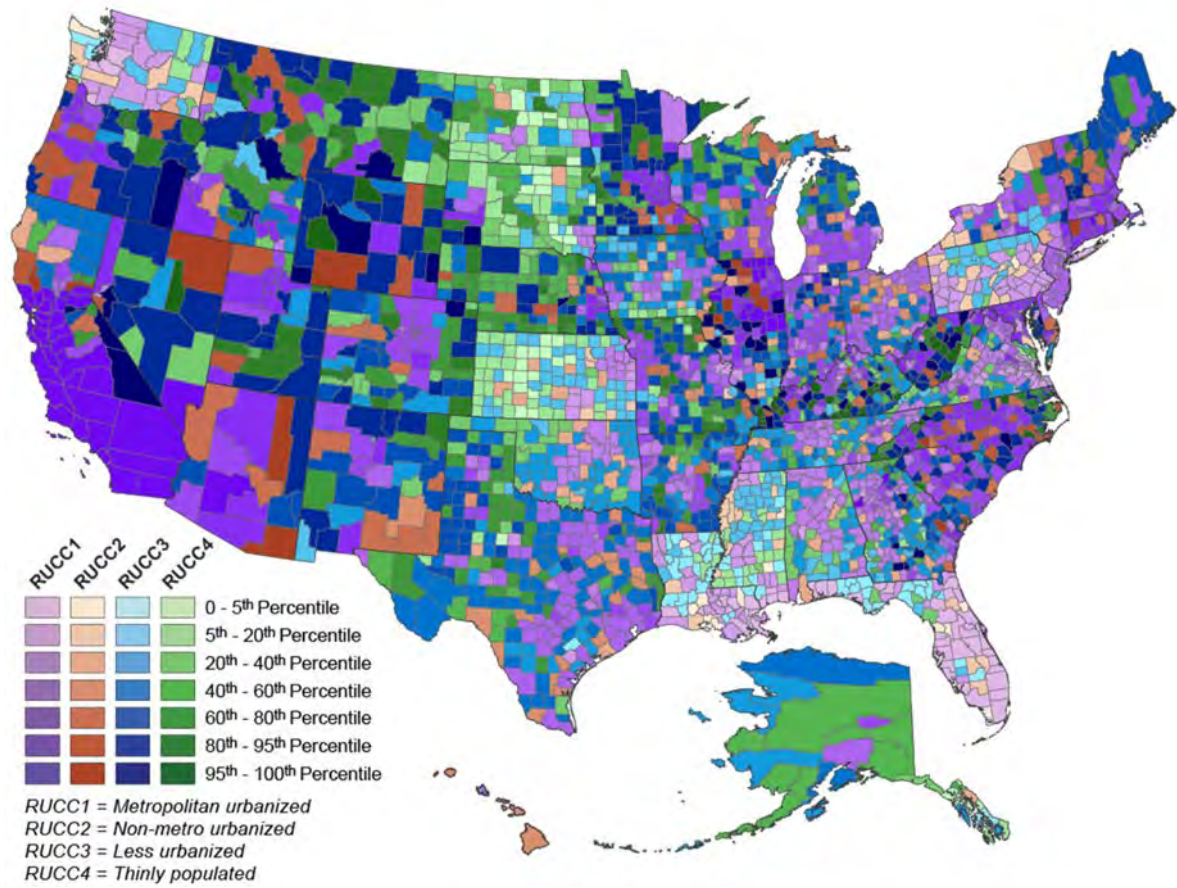 RUCC1 RUCC2 RUCC3 RUCC4
0 - 5th Percentile
5th - 20th Percentile
20th - 40th Percentile
40th - 60th Percentile
60th - 80th Percentile
80th - 95th Percentile
95th - 100th Percentile
RUCC1 = Metropolitan urbanized
RUCC2 = Non-metro urbanized
RUCC3 = Less urbanized
RUCC4 = Thinly populated